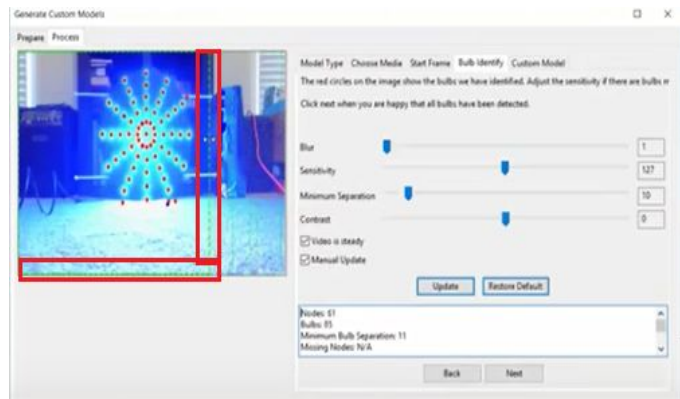 Generate Custom Models
Prepare Process
Model Type Choose Media Start Frame Bulb Identify Custom Model
The red circles on the image show the bulbs we have identified. Adjust the sensitivity if there are bulbs m
Click next when you are happy that all bulbs have been detected.
Blur 1
Sensitivity 127
Minimum Separation 10
Contrast 0
Video is steady
Manual Update
Update Restore Default
Nodes: 61
Bulbs: 85
Minimum Bulb Separation: 11
Missing Nodes: N/A
Back Next